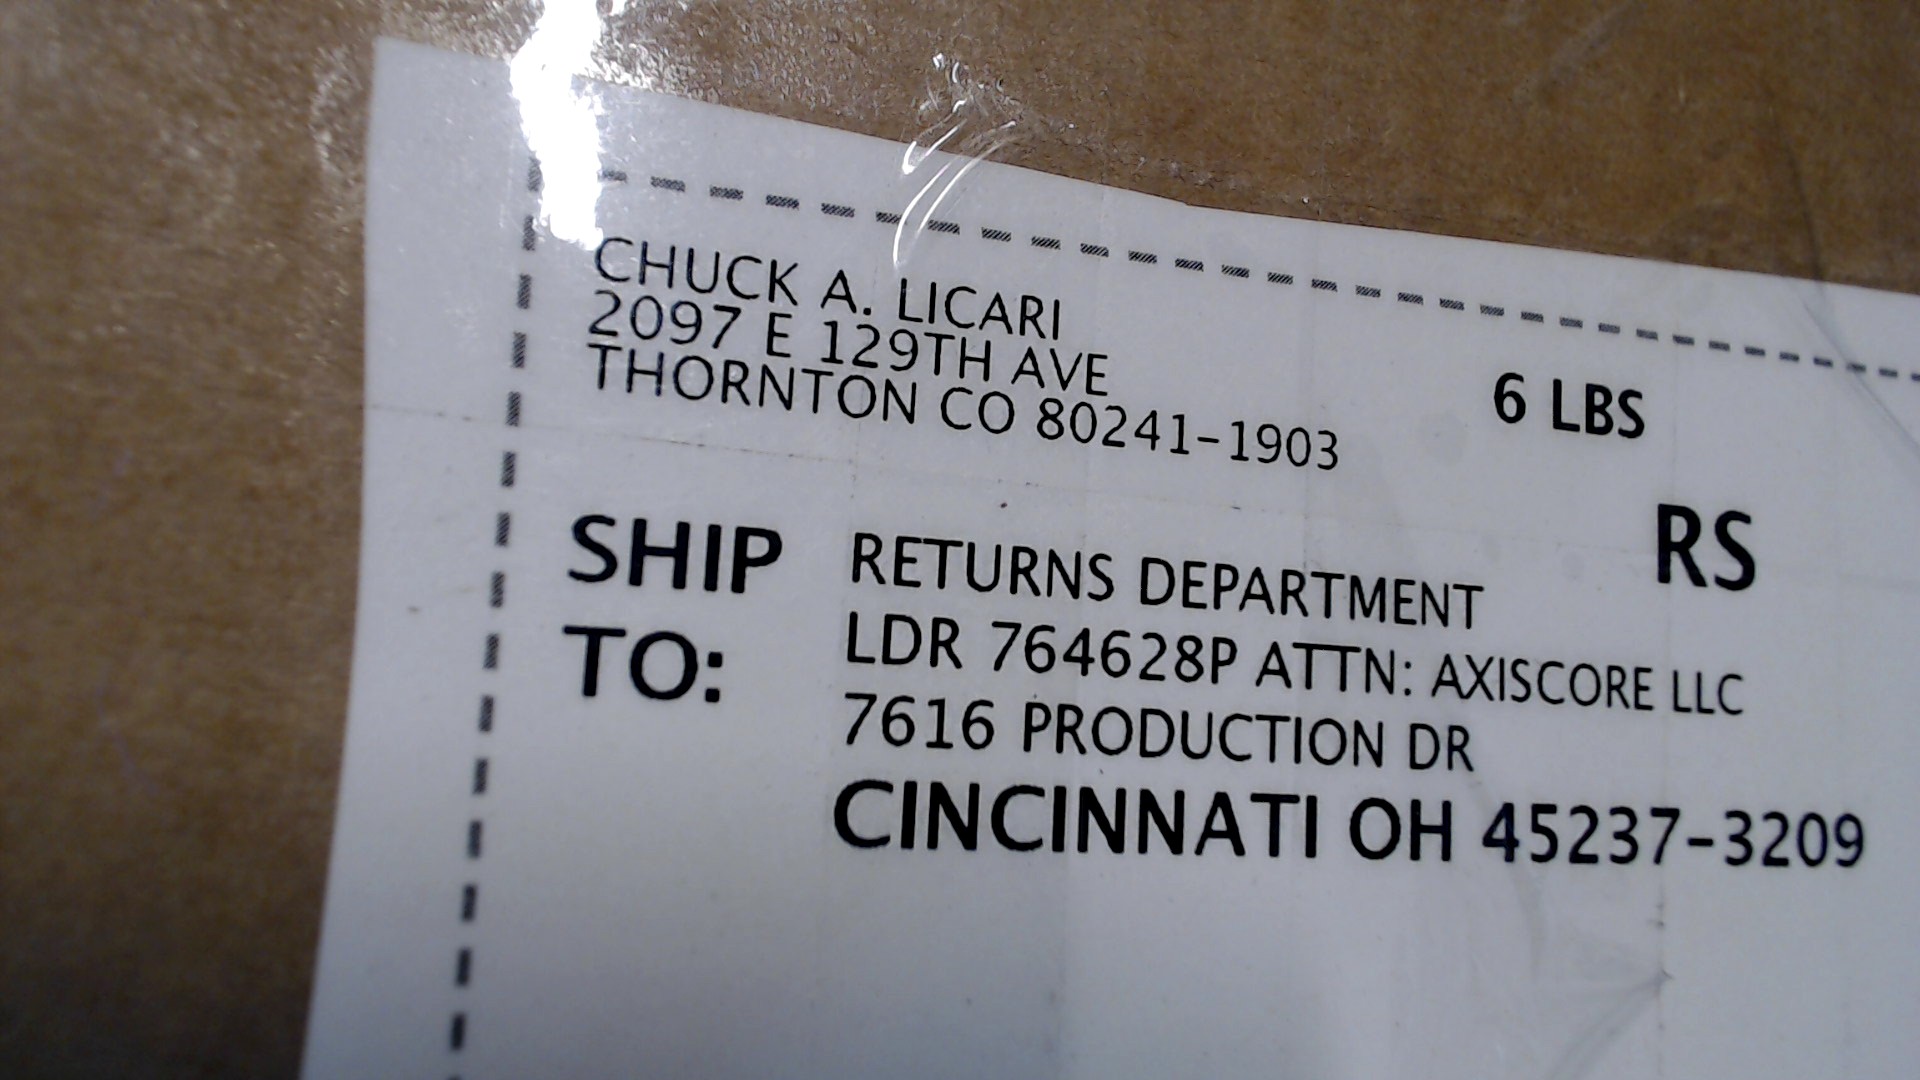 CHUCK A. LICARI
2097 E 129TH AVE
THORNTON CO 80241-1903
6 LBS
RS
SHIP TO:
RETURNS DEPARTMENT
LDR 764628P ATTN: AXISCORE LLC
7616 PRODUCTION DR
CINCINNATI OH 45237-3209